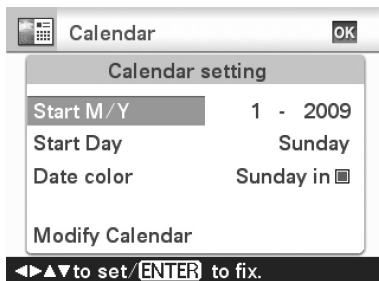 Calendar OK
Calendar setting
Start M/Y 1 - 2009
Start Day Sunday
Date color Sunday in
Modify Calendar
◀▶▲▼to set/ENTER to fix.